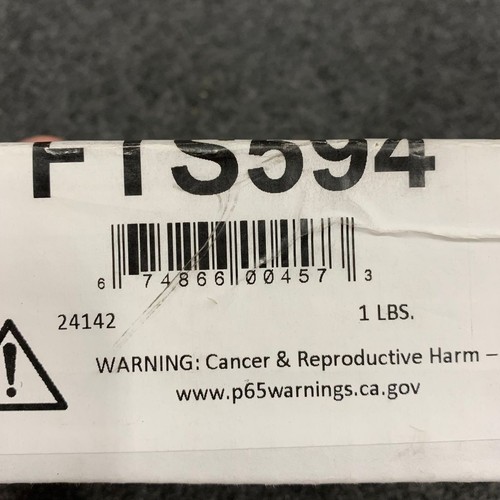 FTS594
6 74866 00457 3
24142 1 LBS.
WARNING: Cancer & Reproductive Harm –
www.p65warnings.ca.gov